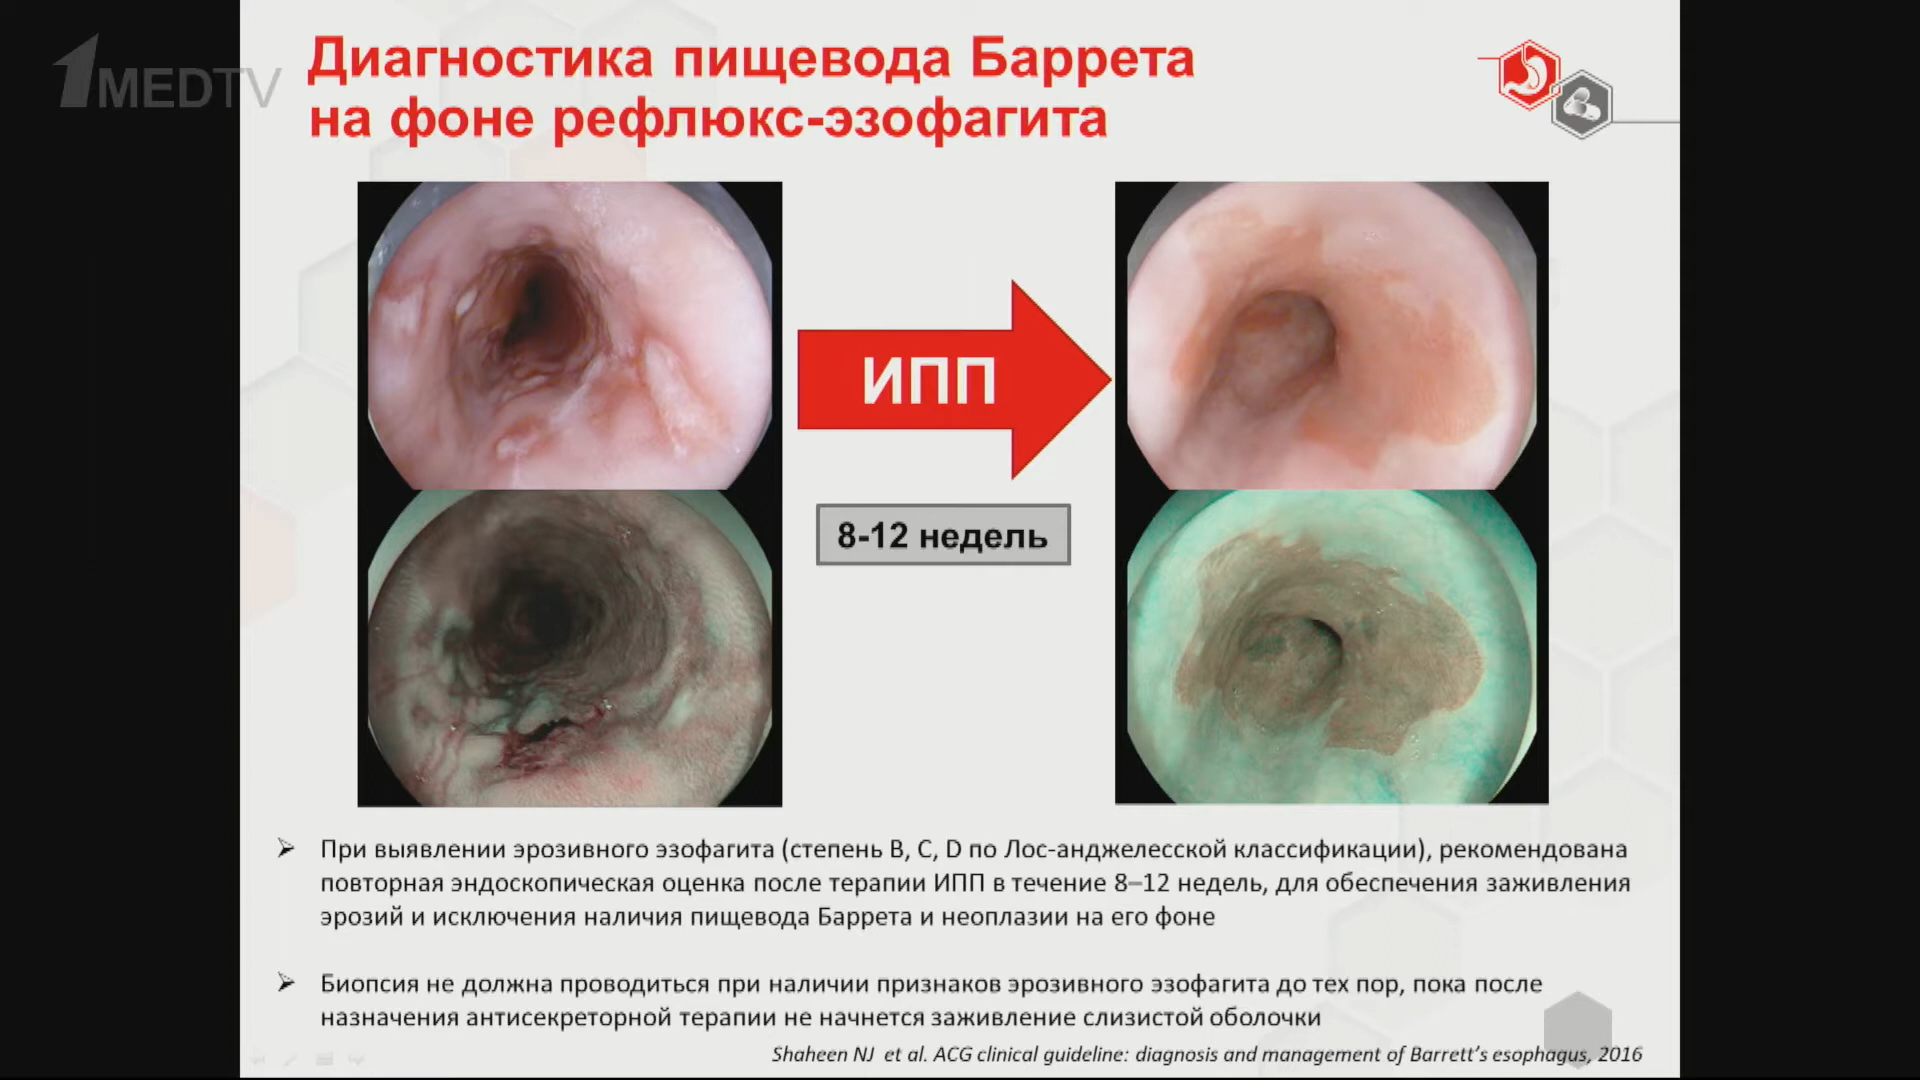 1MEDTV
Диагностика пищевода Баррета
на фоне рефлюкс-эзофагита
ИПП
8-12 недель
При выявлении эрозивного эзофагита (степень B, C, D по Лос-анджелесской классификации), рекомендована
повторная эндоскопическая оценка после терапии ИПП в течение 8–12 недель, для обеспечения заживления
эрозий и исключения наличия пищевода Баррета и неоплазии на его фоне
Биопсия не должна проводиться при наличии признаков эрозивного эзофагита до тех пор, пока после
назначения антисекреторной терапии не начнется заживление слизистой оболочки
Shaheen NJ et al. ACG clinical guideline: diagnosis and management of Barrett’s esophagus, 2016